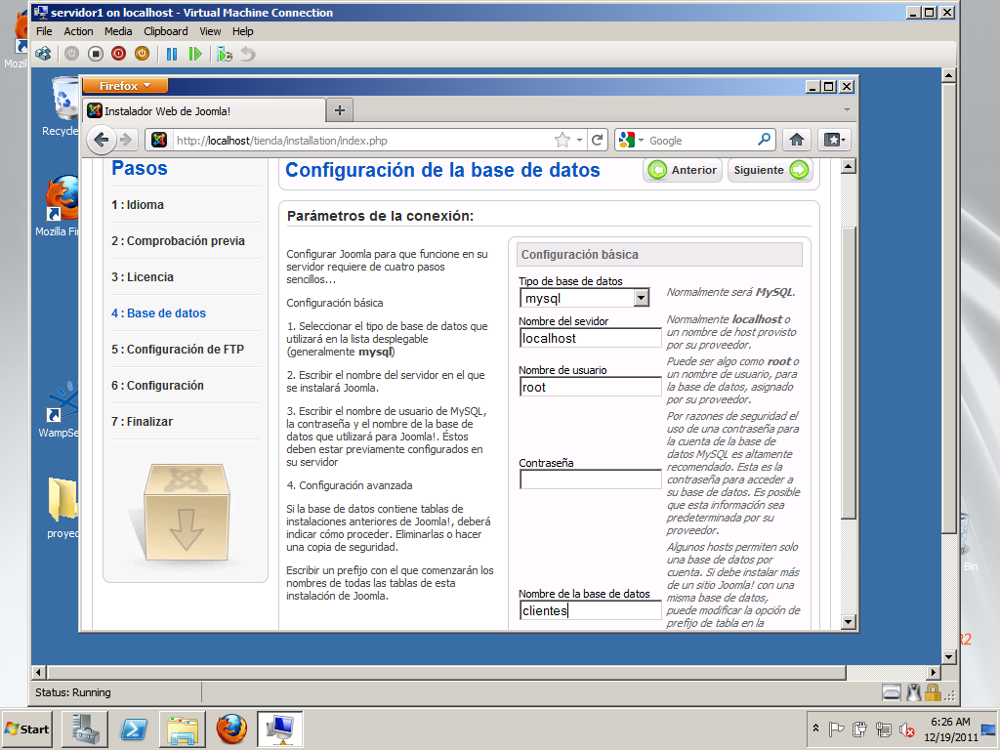 servidor1 on localhost - Virtual Machine Connection
File Action Media Clipboard View Help
Mozil
Recycle
Mozilla Fir
WampSe
proyec
Firefox
Instalador Web de Joomla!
http://localhost/tienda/installation/index.php
Google
Pasos
1 : Idioma
2 : Comprobación previa
3 : Licencia
4 : Base de datos
5 : Configuración de FTP
6 : Configuración
7 : Finalizar
Configuración de la base de datos
Anterior
Siguiente
Parámetros de la conexión:
Configurar Joomla para que funcione en su
servidor requiere de cuatro pasos
sencillos...
Configuración básica
1. Seleccionar el tipo de base de datos que
utilizará en la lista desplegable
(generalmente mysql)
2. Escribir el nombre del servidor en el que
se instalará Joomla.
3. Escribir el nombre de usuario de MySQL,
la contraseña y el nombre de la base de
datos que utilizará para Joomla!. Éstos
deben estar previamente configurados en
su servidor
4. Configuración avanzada
Si la base de datos contiene tablas de
instalaciones anteriores de Joomla!, deberá
indicar cómo proceder. Eliminarlas o hacer
una copia de seguridad.
Escribir un prefijo con el que comenzarán los
nombres de todas las tablas de esta
instalación de Joomla.
Configuración básica
Tipo de base de datos
mysql
Normalmente será MySQL.
Nombre del sevidor
localhost
Normalmente localhost o
un nombre de host provisto
por su proveedor.
Nombre de usuario
root
Puede ser algo como root o
un nombre de usuario, para
la base de datos, asignado
por su proveedor.
Contraseña
Por razones de seguridad el
uso de una contraseña para
la cuenta de la base de
datos MySQL es altamente
recomendado. Esta es la
contraseña para acceder a
su base de datos. Es posible
que esta información sea
predeterminada por su
proveedor.
Nombre de la base de datos
clientes
Algunos hosts permiten solo
una base de datos por
cuenta. Si debe instalar más
de un sitio Joomla! con una
misma base de datos,
puede modificar la opción de
prefijo de tabla en la
Bin
R2
Status: Running
Start
6:26 AM
12/19/2011